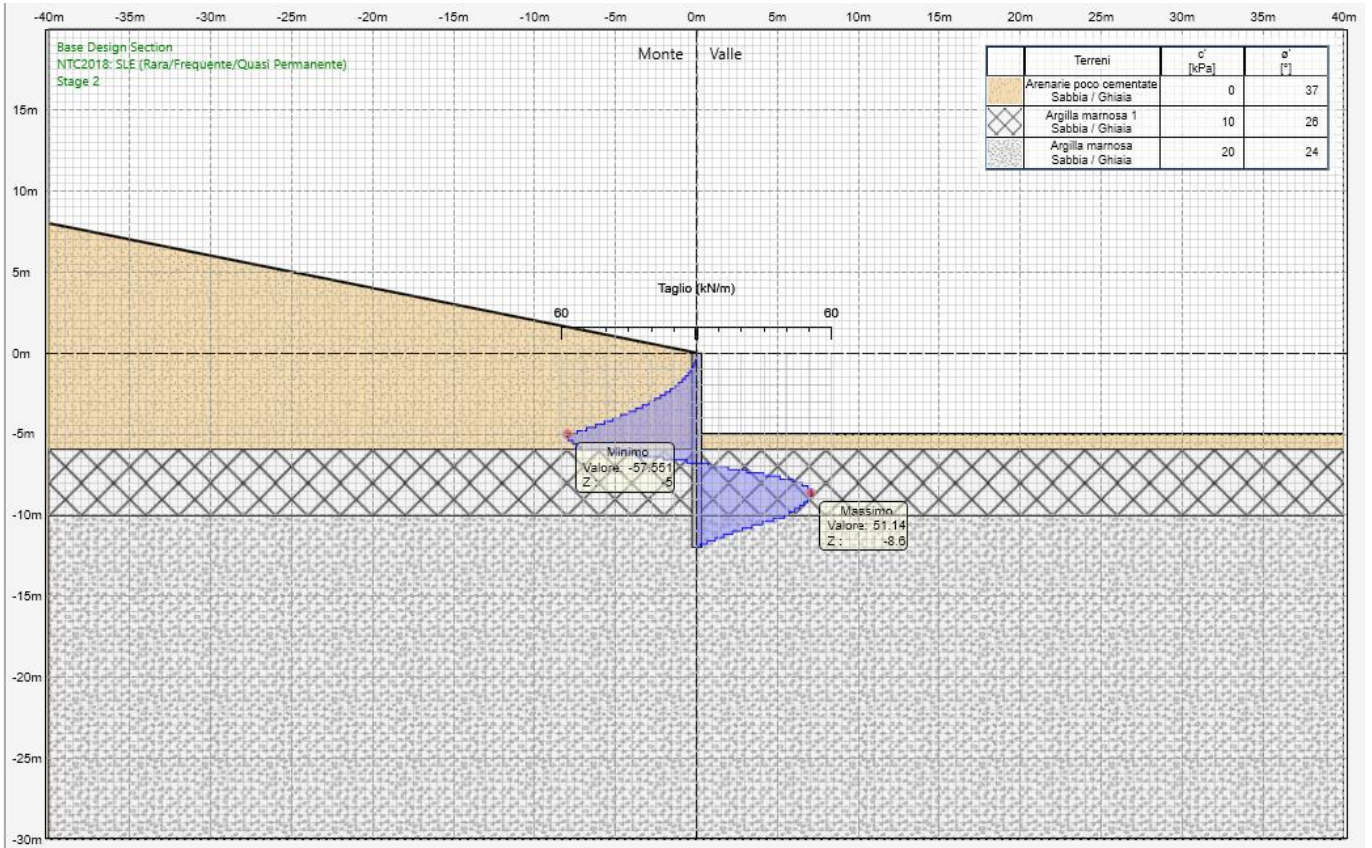 -40m -35m -30m -25m -20m -15m -10m -5m 0m 5m 10m 15m 20m 25m 30m 35m 40m
Base Design Section
NTC2018: SLE (Rara/Frequente/Quasi Permanente)
Stage 2
Monte Valle
Terreni c' ø'
[kPa] [°]
Arenarie poco cementate
Sabbia / Ghiaia 0 37
Argilla marnosa 1
Sabbia / Ghiaia 10 26
Argilla marnosa
Sabbia / Ghiaia 20 24
15m
10m
5m
Taglio (kN/m)
60 60
0m
-5m
Minimo
Valore: -57.551
Z : -5
-10m
Massimo
Valore: 51.14
Z : -8.6
-15m
-20m
-25m
-30m